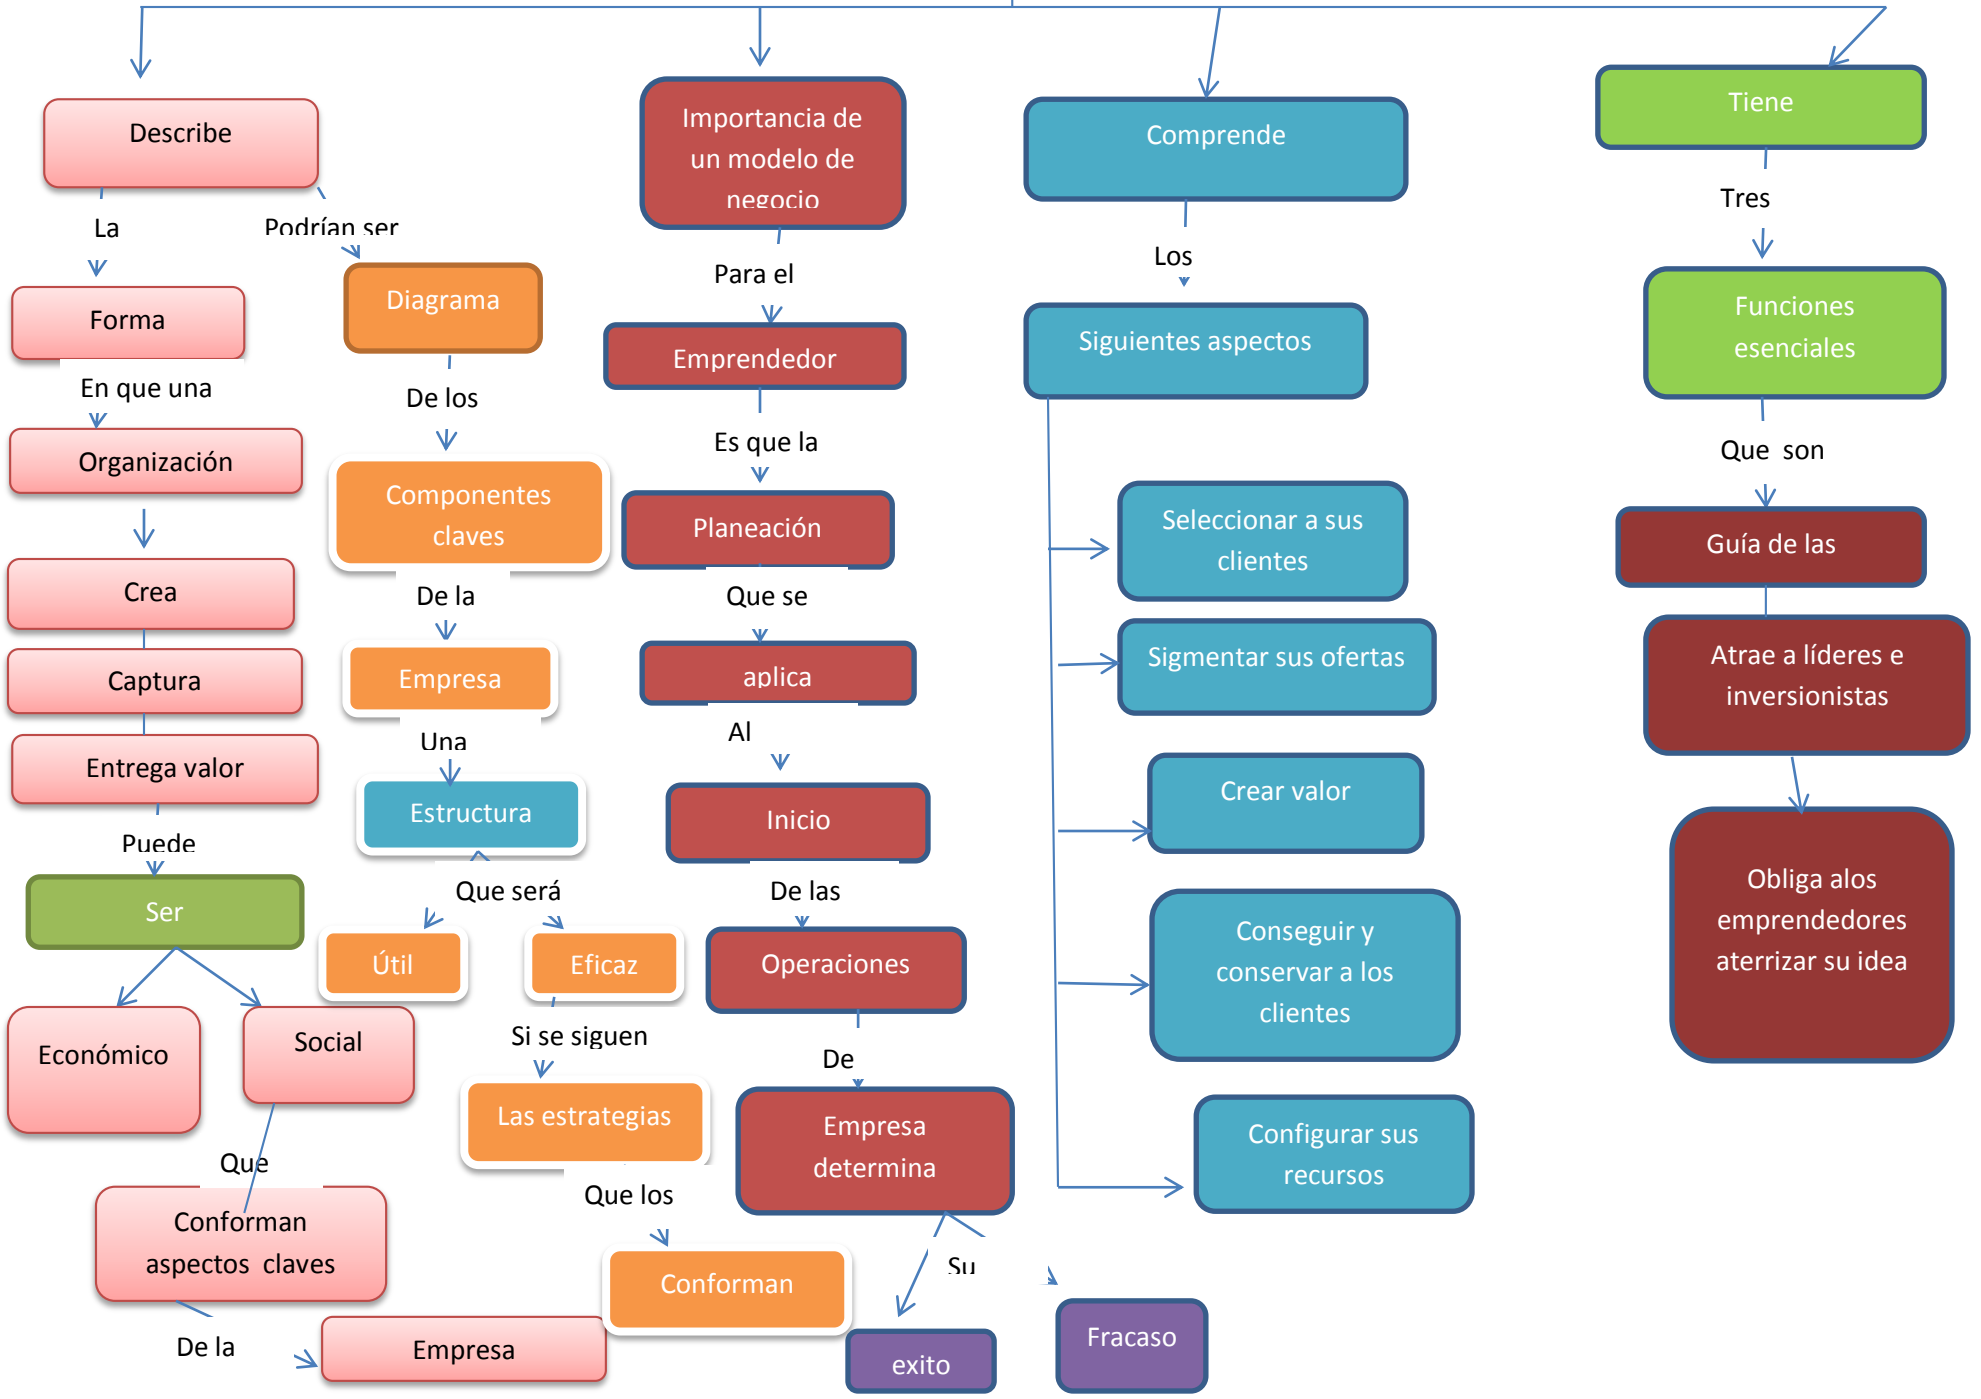 Describe
La
Podrían ser
Forma
Diagrama
En que una
De los
Organización
Componentes
claves
Crea
De la
Captura
Empresa
Una
Entrega valor
Estructura
Puede
Que será
Ser
Útil
Eficaz
Económico
Social
Si se siguen
Las estrategias
Que
Que los
Conforman
aspectos  claves
Conforman
De la
Empresa
Importancia de
un modelo de
negocio
Para el
Emprendedor
Es que la
Planeación
Que se
aplica
Al
Inicio
De las
Operaciones
De
Empresa
determina
Su
exito
Fracaso
Comprende
Los
Siguientes aspectos
Seleccionar a sus
clientes
Sigmentar sus ofertas
Crear valor
Conseguir y
conservar a los
clientes
Configurar sus
recursos
Tiene
Tres
Funciones
esenciales
Que  son
Guía de las
Atrae a líderes e
inversionistas
Obliga alos
emprendedores
aterrizar su idea